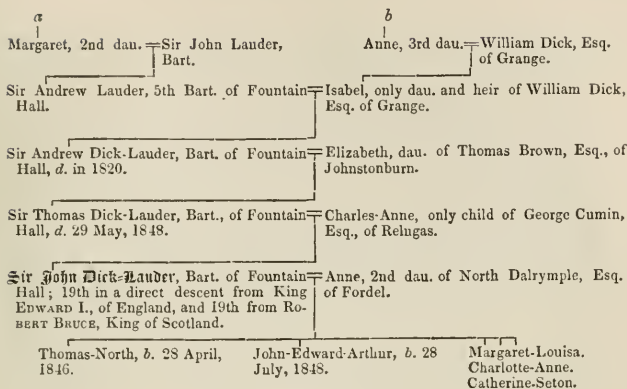 a
b
Margaret, 2nd dau. Sir John Lauder, Bart.
Anne, 3rd dau. William Dick, Esq. of Grange.
Sir Andrew Lauder, 5th Bart. of Fountain
Hall.
Isabel, only dau. and heir of William Dick,
Esq. of Grange.
Sir Andrew Dick-Lauder, Bart. of Fountain
Hall, d. in 1820.
Elizabeth, dau. of Thomas Brown, Esq., of
Johnstonburn.
Sir Thomas Dick-Lauder, Bart., of Fountain
Hall, d. 29 May, 1848.
Charles-Anne, only child of George Cumin,
Esq., of Relugas.
Sir John Dick-Lauder, Bart. of Fountain
Hall; 19th in a direct descent from King
EDWARD I., of England, and 19th from Ro-
BERT BRUCE, King of Scotland.
Anne, 2nd dau. of North Dalrymple, Esq.
of Fordel.
Thomas-North, b. 28 April,
1846.
John-Edward-Arthur, b. 28
July, 1848.
Margaret-Louisa.
Charlotte-Anne.
Catherine-Seton.